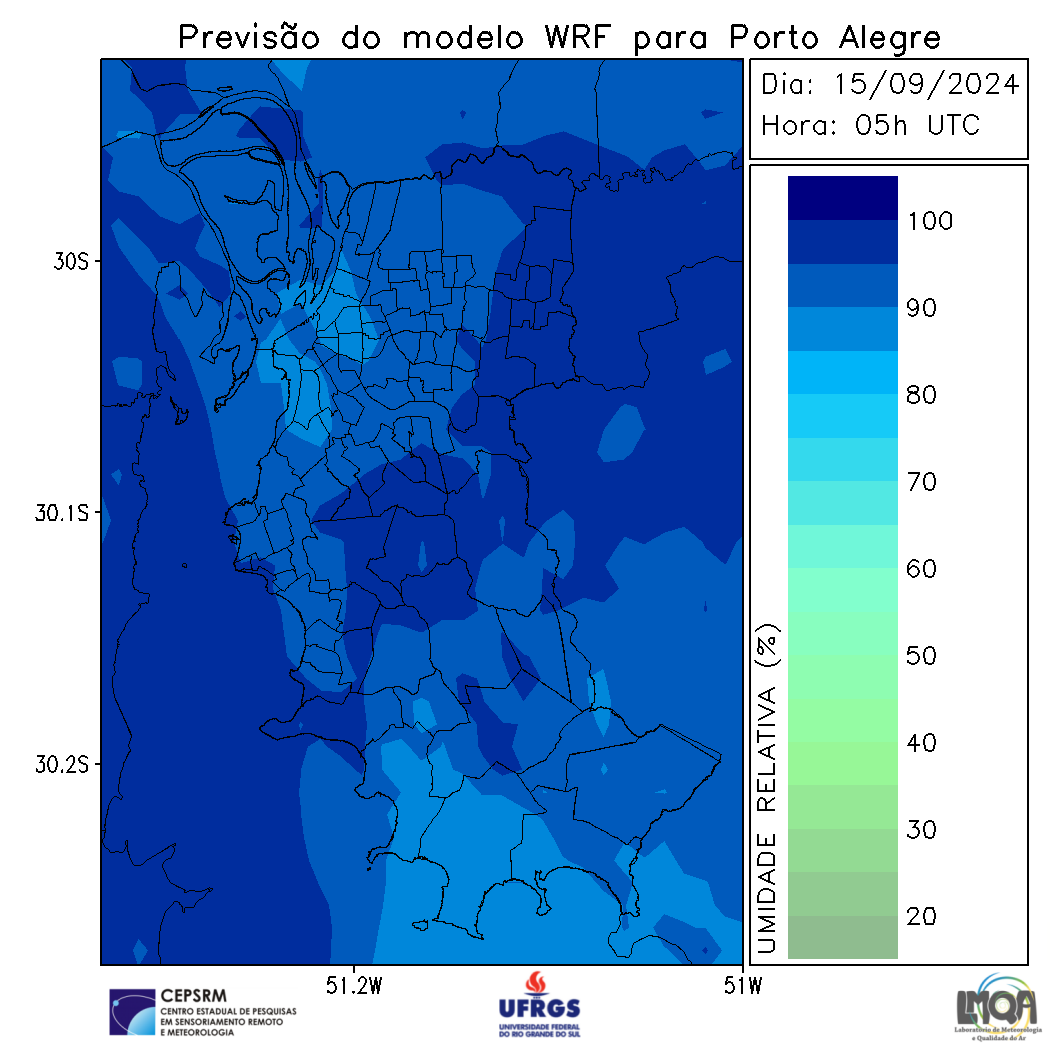 Previsão do modelo WRF para Porto Alegre
Dia: 15/09/2024
Hora: 05h UTC
100
90
80
70
60
50
40
30
20
UMIDADE RELATIVA (%)
30S
30.1S
30.2S
51.2W
51W
CEPSRM
CENTRO ESTADUAL DE PESQUISAS
EM SENSORIAMENTO REMOTO
E METEOROLOGIA
UFRGS
UNIVERSIDADE FEDERAL
DO RIO GRANDE DO SUL
LMQA
Laboratório de Meteorologia
e Qualidade do Ar